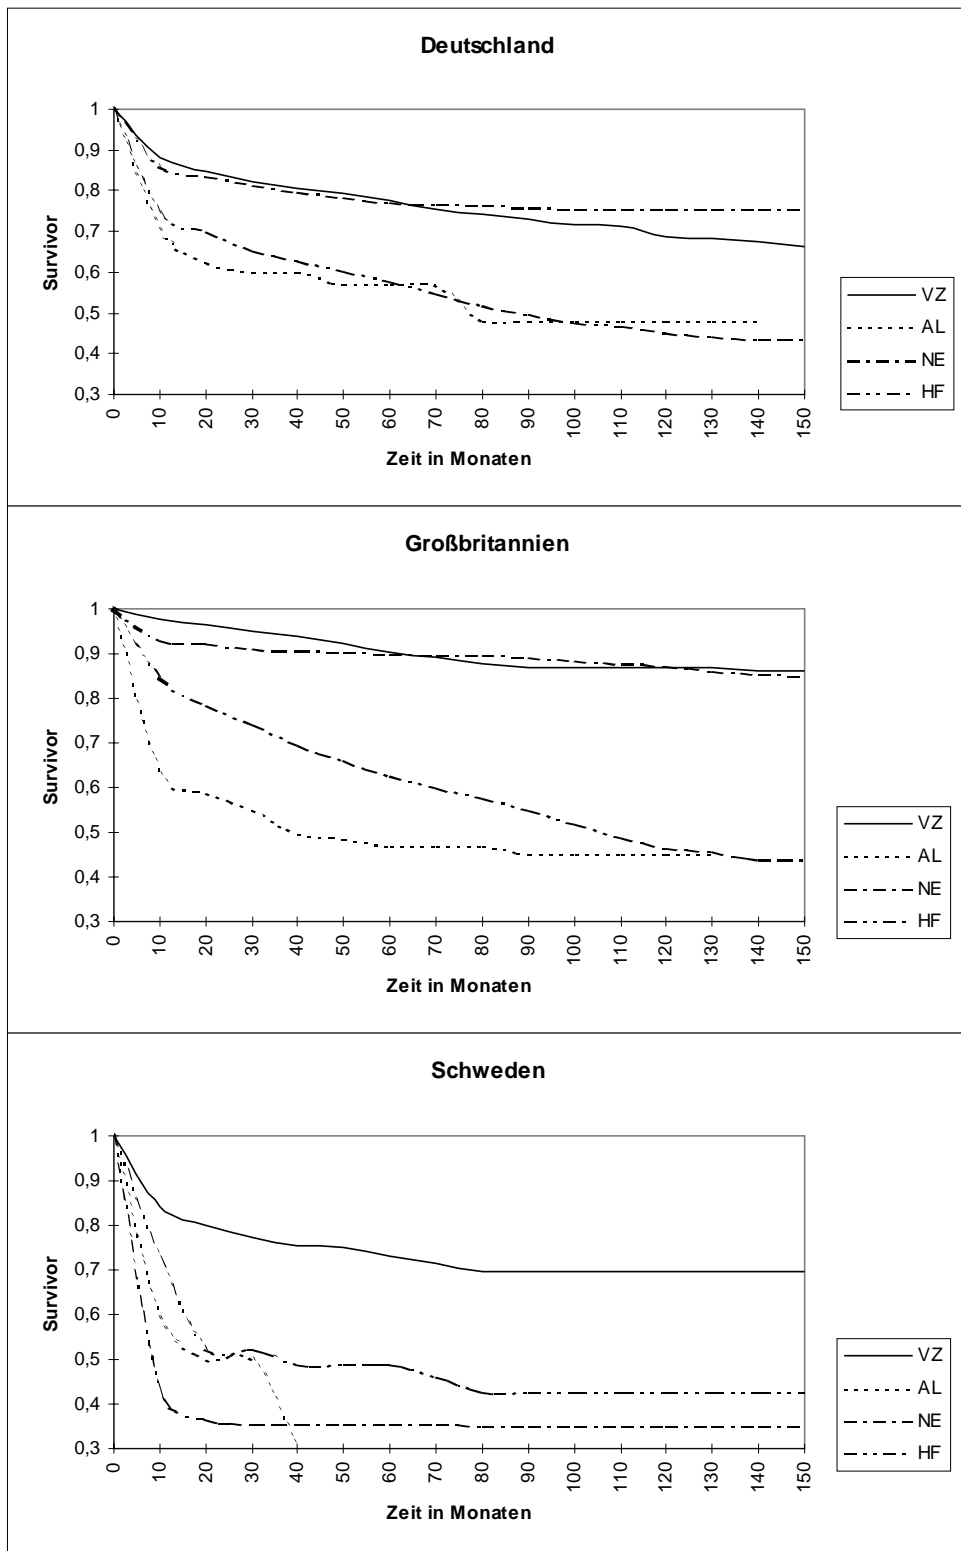 Deutschland
1
0,9
0,8
0,7
0,6
0,5
0,4
0,3
Survivor
0 10 20 30 40 50 60 70 80 90 100 110 120 130 140 150
Zeit in Monaten
VZ
AL
NE
HF
Großbritannien
1
0,9
0,8
0,7
0,6
0,5
0,4
0,3
Survivor
0 10 20 30 40 50 60 70 80 90 100 110 120 130 140 150
Zeit in Monaten
VZ
AL
NE
HF
Schweden
1
0,9
0,8
0,7
0,6
0,5
0,4
0,3
Survivor
0 10 20 30 40 50 60 70 80 90 100 110 120 130 140 150
Zeit in Monaten
VZ
AL
NE
HF